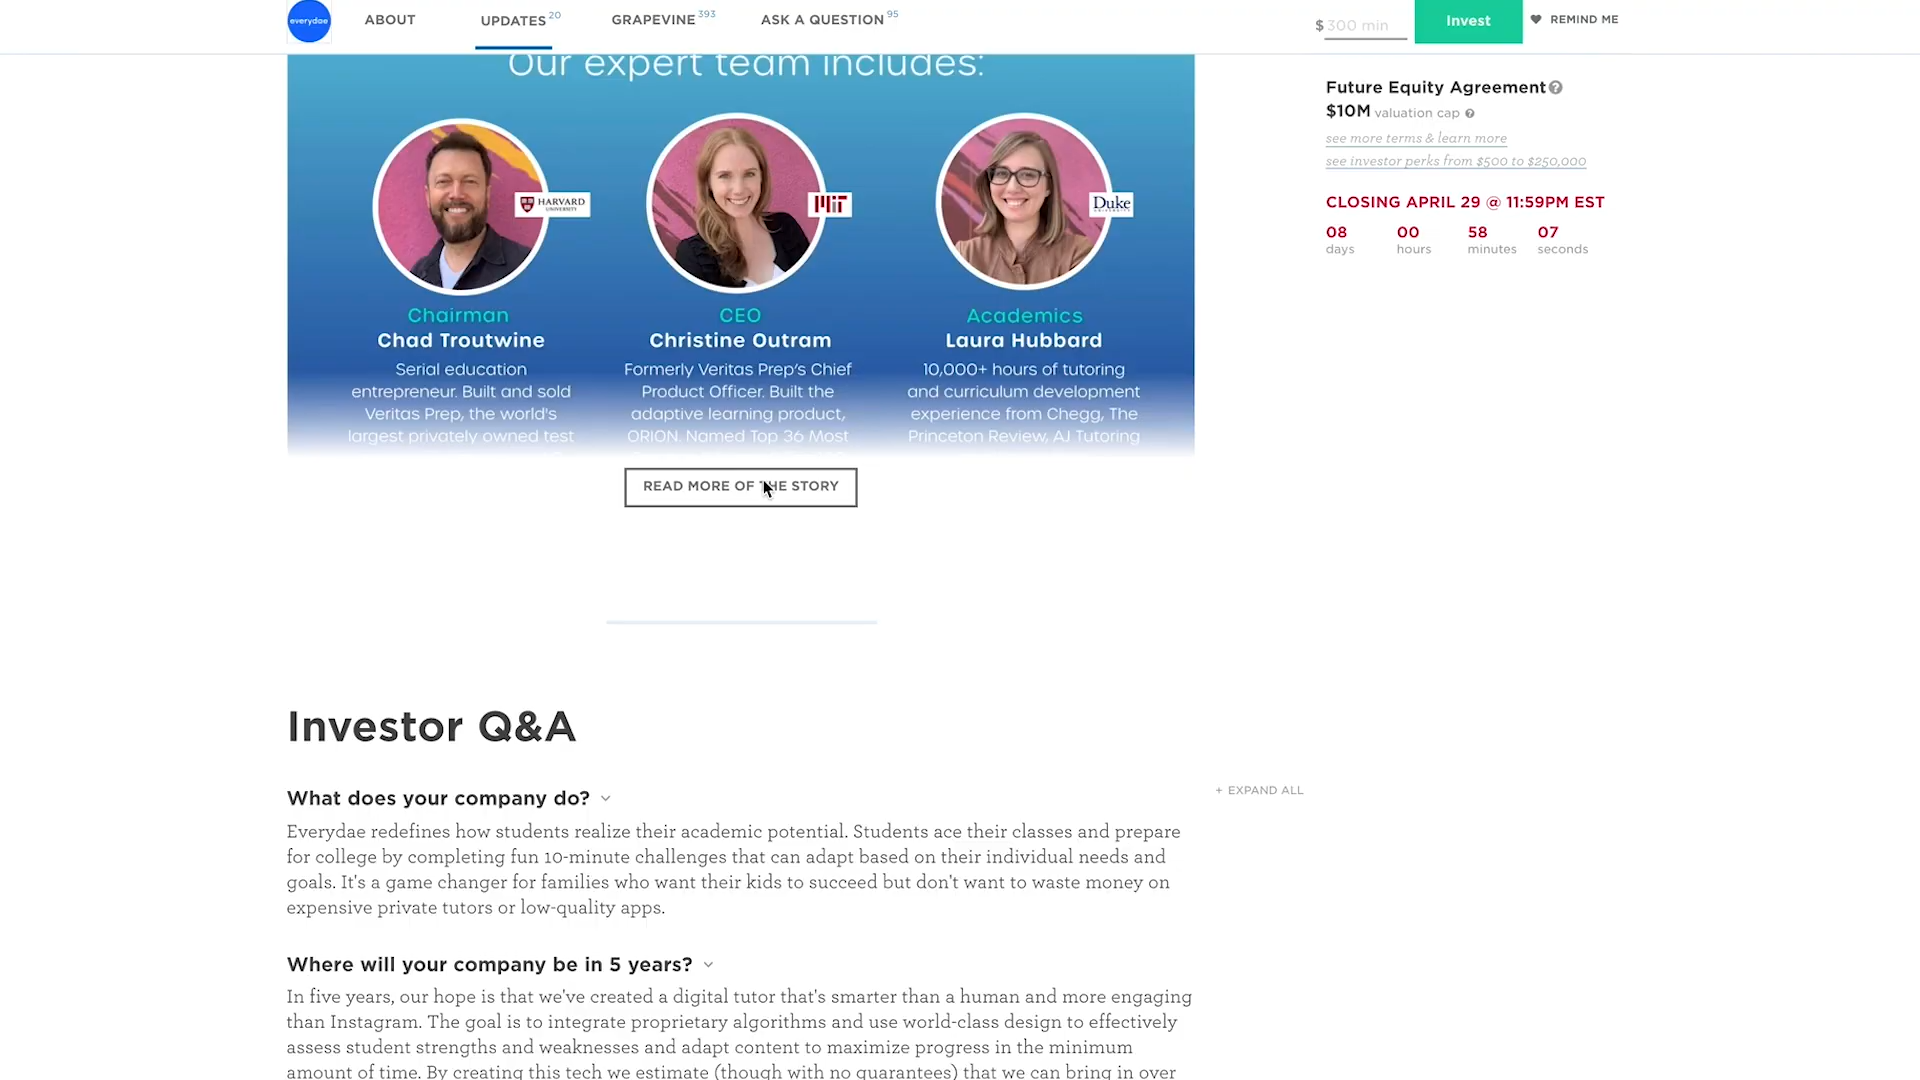 everydae
ABOUT
UPDATES 20
GRAPEVINE 393
ASK A QUESTION 95
$ 300 min
Invest
REMIND ME
Our expert team includes:
HARVARD
UNIVERSITY
MIT
Duke
UNIVERSITY
Chairman
Chad Troutwine
Serial education
entrepreneur. Built and sold
Veritas Prep, the world's
largest privately owned test
CEO
Christine Outram
Formerly Veritas Prep's Chief
Product Officer. Built the
adaptive learning product,
ORION. Named Top 36 Most
Academics
Laura Hubbard
10,000+ hours of tutoring
and curriculum development
experience from Chegg, The
Princeton Review, AJ Tutoring
READ MORE OF THE STORY
Future Equity Agreement
$10M valuation cap
see more terms & learn more
see investor perks from $500 to $250,000
CLOSING APRIL 29 @ 11:59PM EST
08 00 58 07
days hours minutes seconds
Investor Q&A
What does your company do?
+ EXPAND ALL
Everydae redefines how students realize their academic potential. Students ace their classes and prepare
for college by completing fun 10-minute challenges that can adapt based on their individual needs and
goals. It's a game changer for families who want their kids to succeed but don't want to waste money on
expensive private tutors or low-quality apps.
Where will your company be in 5 years?
In five years, our hope is that we've created a digital tutor that's smarter than a human and more engaging
than Instagram. The goal is to integrate proprietary algorithms and use world-class design to effectively
assess student strengths and weaknesses and adapt content to maximize progress in the minimum
amount of time. By creating this tech we estimate (though with no guarantees) that we can bring in over